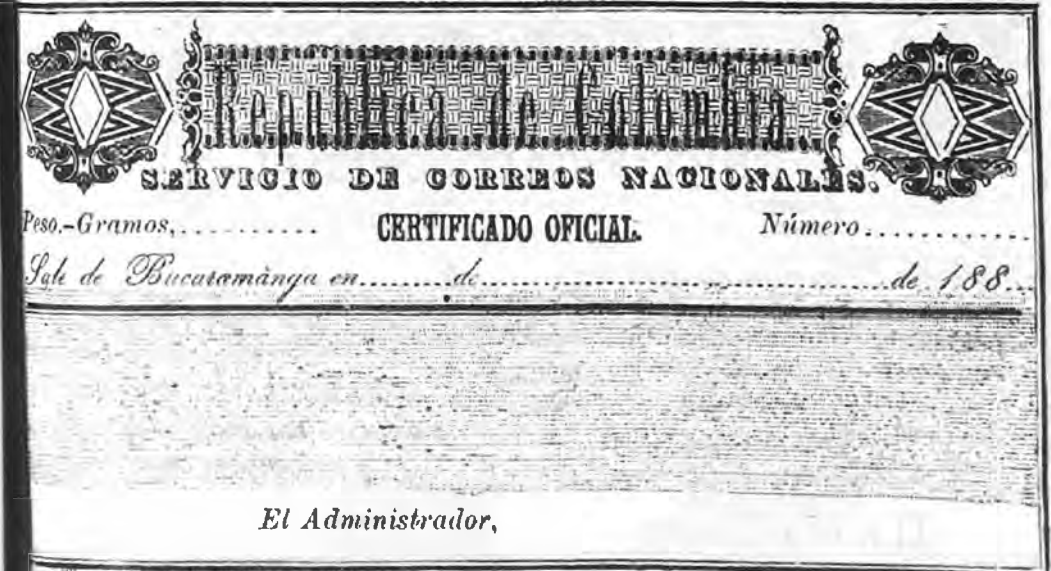 República de Colombia.
SERVICIO DE CORREOS NACIONALES.
Peso.-Gramos,........... CERTIFICADO OFICIAL. Número............
Sale de Bucaramánga en.........de.............................................de 188...
El Administrador,